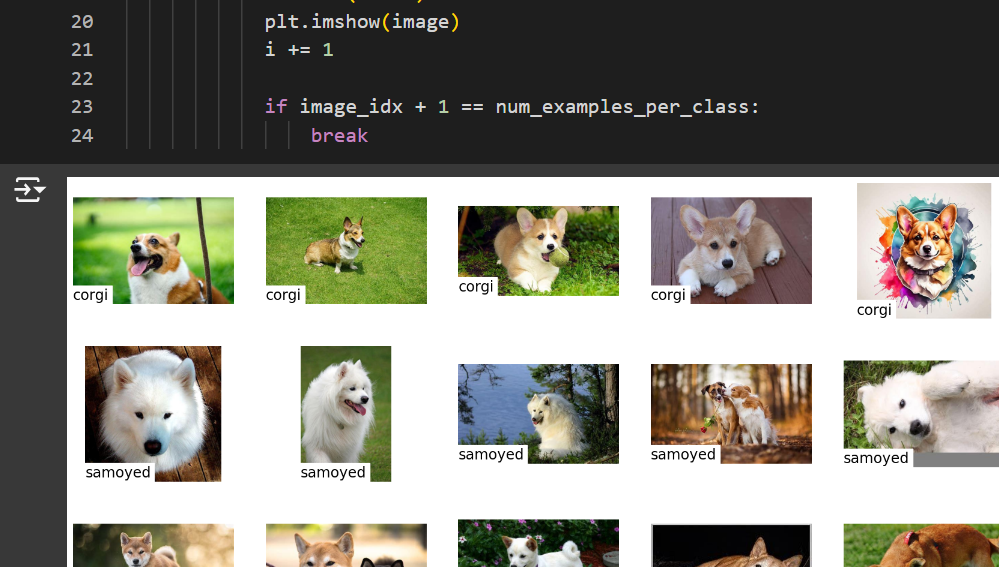 20 plt.imshow(image)
21 i += 1
22
23 if image_idx + 1 == num_examples_per_class:
24 break
corgi corgi corgi corgi corgi
samoyed samoyed samoyed samoyed samoyed